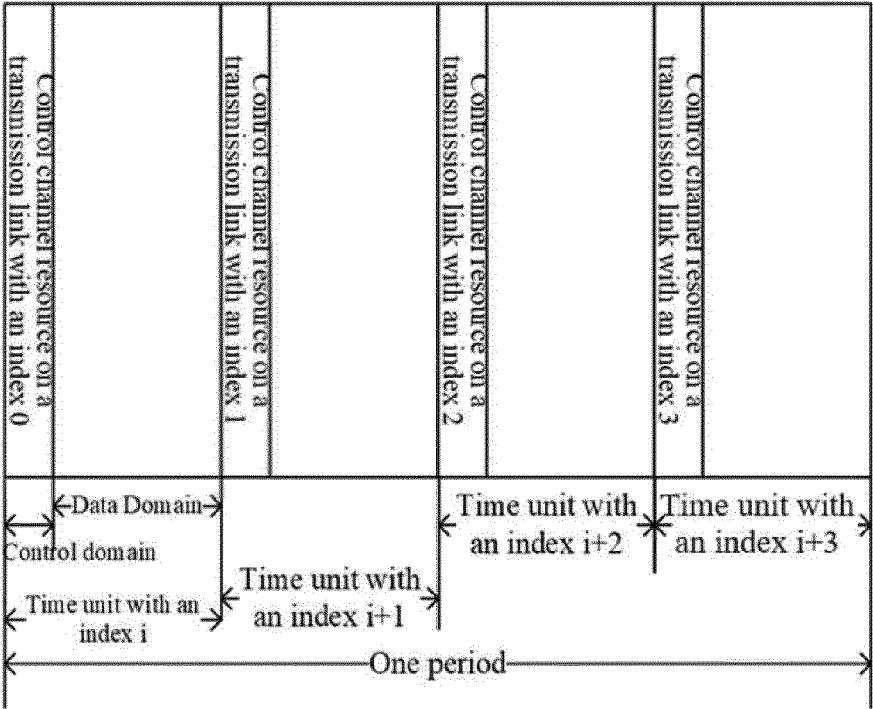 Control channel resource on a
transmission link with an index 0
Control channel resource on a
transmission link with an index 1
Control channel resource on a
transmission link with an index 2
Control channel resource on a
transmission link with an index 3
Data Domain
Control domain
Time unit with an
index i
Time unit with
an index i+1
Time unit with
an index i+2
Time unit with
an index i+3
One period